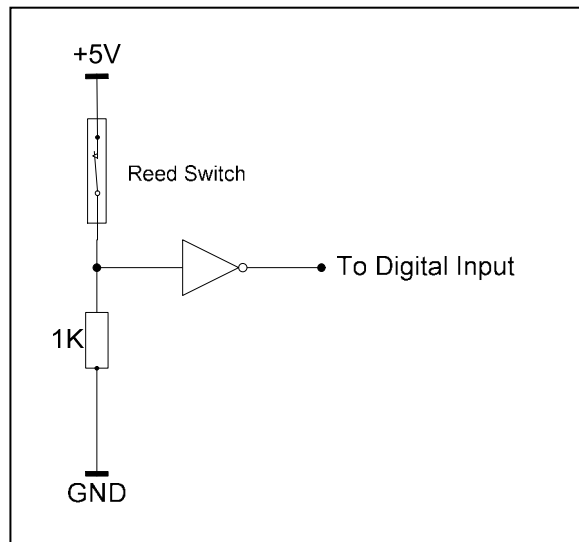 +5V
Reed Switch
To Digital Input
1K
GND